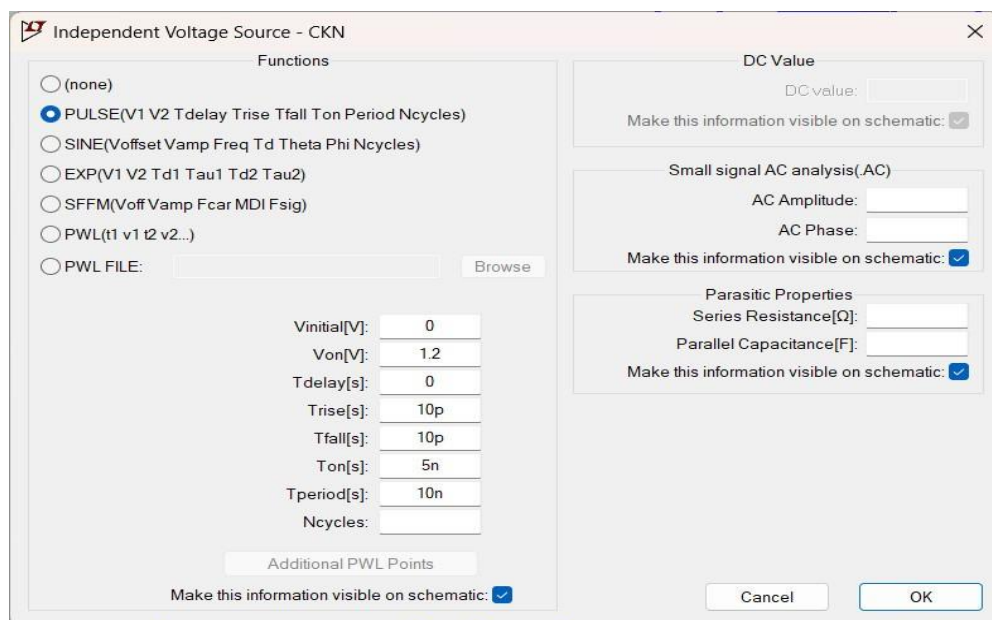 Independent Voltage Source - CKN
Functions
(none)
PULSE(V1 V2 Tdelay Trise Tfall Ton Period Ncycles)
SINE(Voffset Vamp Freq Td Theta Phi Ncycles)
EXP(V1 V2 Td1 Tau1 Td2 Tau2)
SFFM(Voff Vamp Fcar MDI Fsig)
PWL(t1 v1 t2 v2...)
PWL FILE: Browse
Vinitial[V]: 0
Von[V]: 1.2
Tdelay[s]: 0
Trise[s]: 10p
Tfall[s]: 10p
Ton[s]: 5n
Tperiod[s]: 10n
Ncycles:
Additional PWL Points
Make this information visible on schematic:
DC Value
DC value:
Make this information visible on schematic:
Small signal AC analysis(.AC)
AC Amplitude:
AC Phase:
Make this information visible on schematic:
Parasitic Properties
Series Resistance[Ω]:
Parallel Capacitance[F]:
Make this information visible on schematic:
Cancel OK